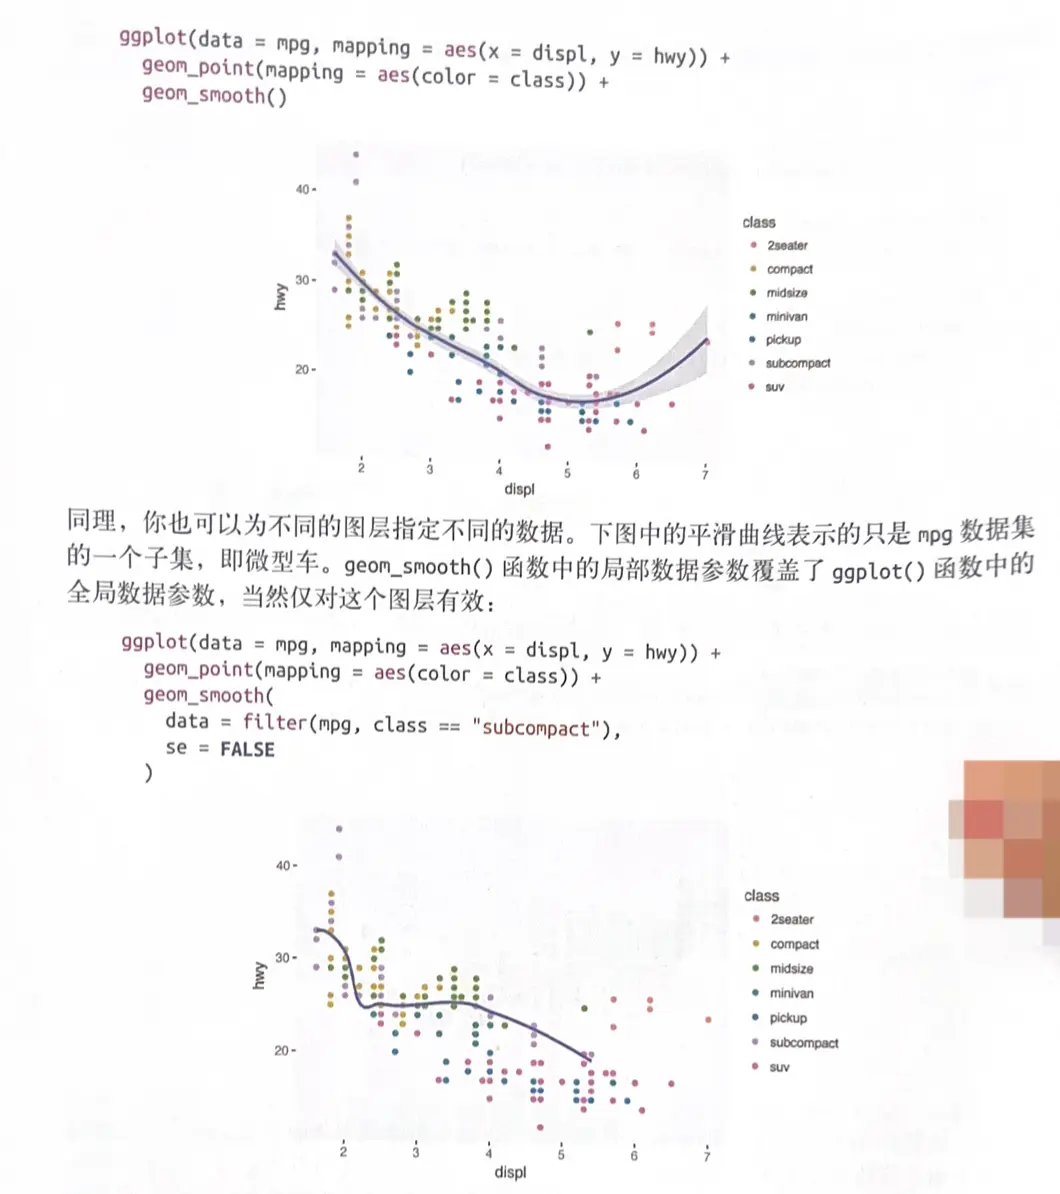 ggplot(data = mpg, mapping = aes(x = displ, y = hwy)) +
geom_point(mapping = aes(color = class)) +
geom_smooth()
40
30
20
hwy
2 3 4 5 6 7
displ
class
2seater
compact
midsize
minivan
pickup
subcompact
suv
同理，你也可以为不同的图层指定不同的数据。下图中的平滑曲线表示的只是 mpg 数据集
的一个子集，即微型车。geom_smooth() 函数中的局部数据参数覆盖了 ggplot() 函数中的
全局数据参数，当然仅对这个图层有效：
ggplot(data = mpg, mapping = aes(x = displ, y = hwy)) +
geom_point(mapping = aes(color = class)) +
geom_smooth(
data = filter(mpg, class == "subcompact"),
se = FALSE
)
40
30
20
hwy
2 3 4 5 6 7
displ
class
2seater
compact
midsize
minivan
pickup
subcompact
suv